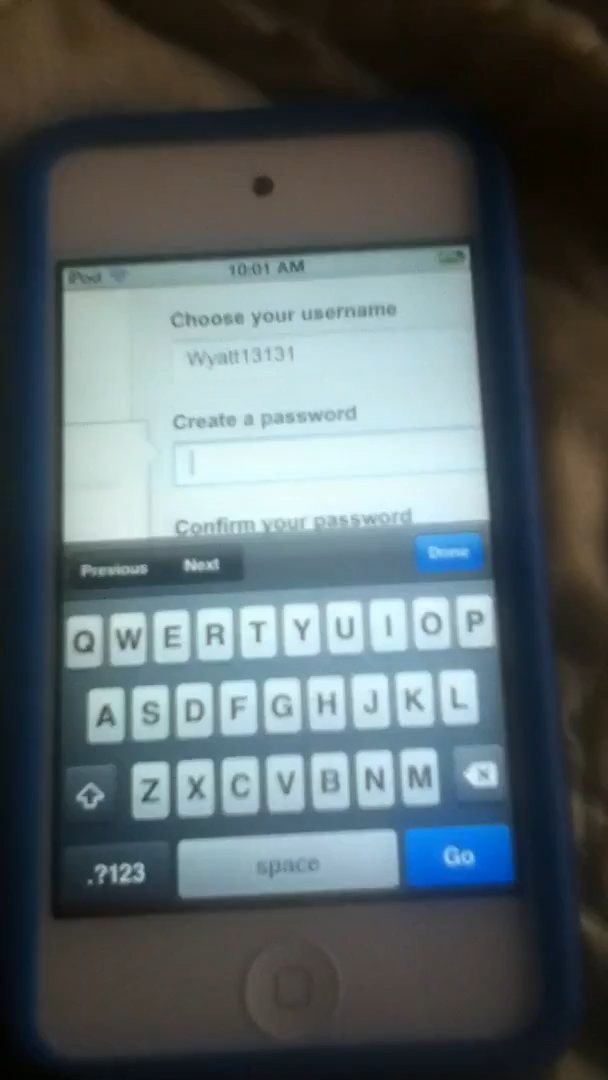 iPod 10:01 AM
Choose your username
Wyatt13131
Create a password
Confirm your password
Previous Next Done
Q W E R T Y U I O P
A S D F G H J K L
Z X C V B N M
.?123 space Go